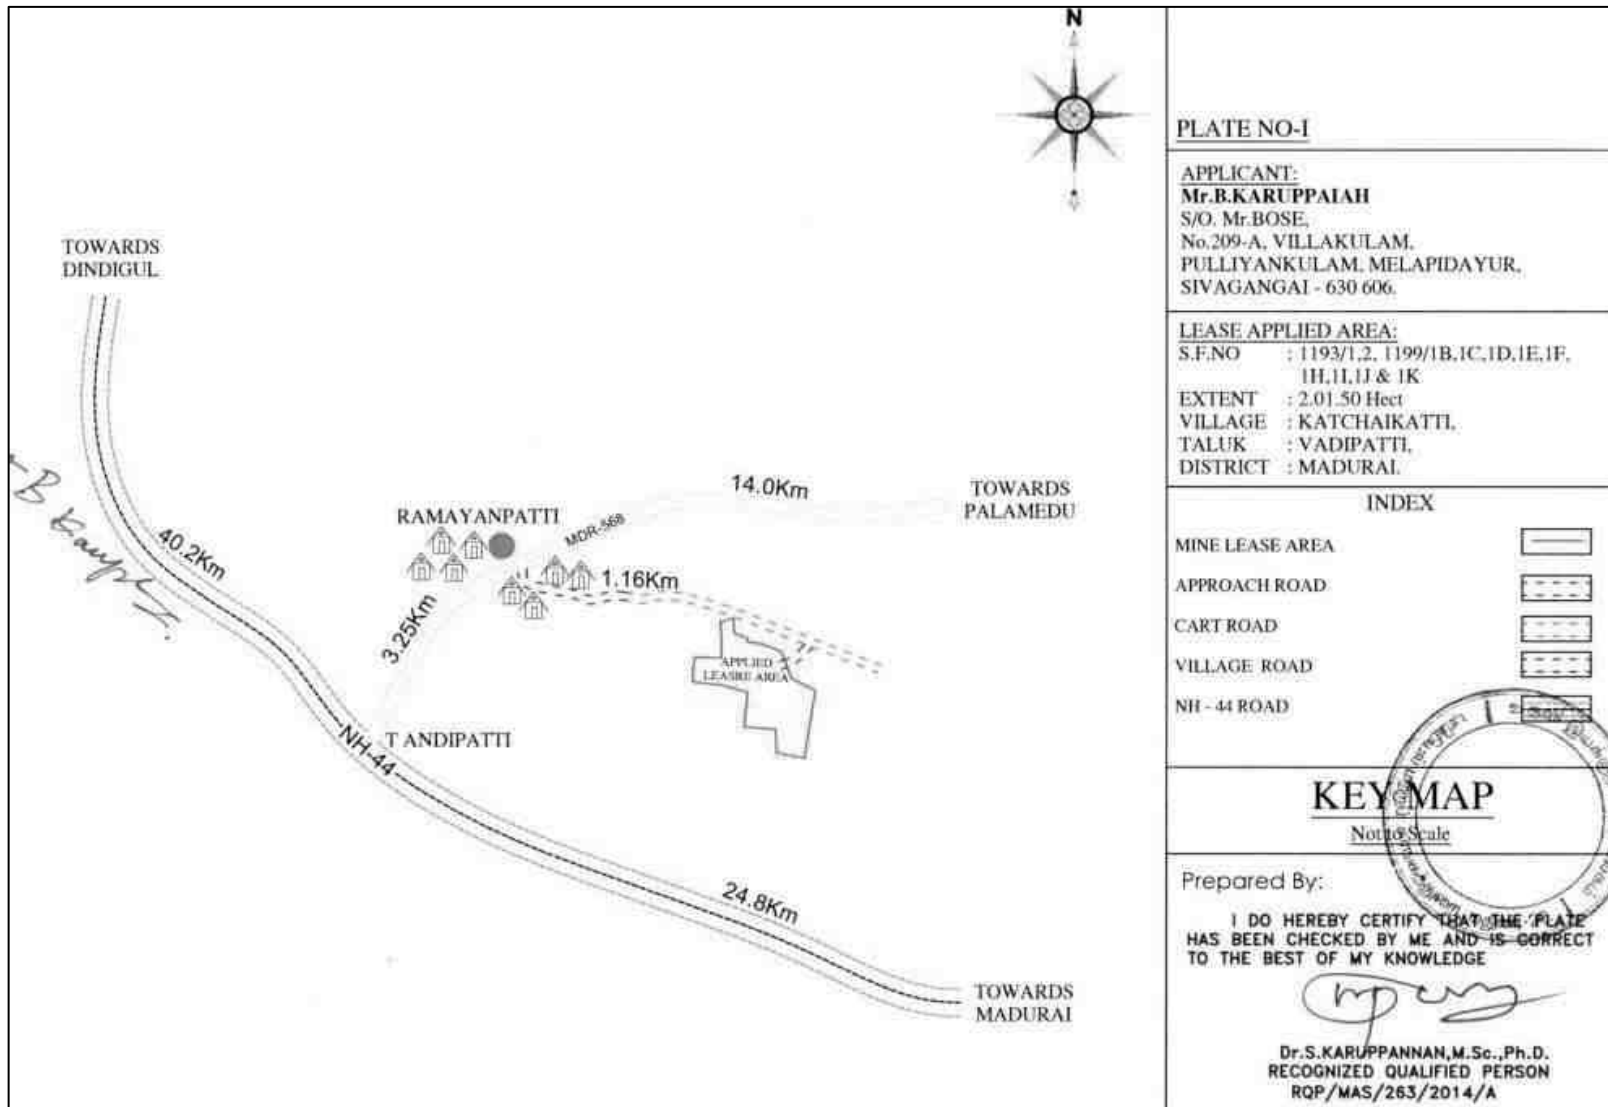 N
TOWARDS
DINDIGUL
40.2Km
RAMAYANPATTI
MDR-568
14.0Km
TOWARDS
PALAMEDU
1.16Km
3.25Km
APPLIED
LEASRE AREA
T ANDIPATTI
NH-44
24.8Km
TOWARDS
MADURAI
PLATE NO-I
APPLICANT:
Mr.B.KARUPPAIAH
S/O. Mr.BOSE,
No.209-A, VILLAKULAM,
PULLIYANKULAM, MELAPIDAYUR,
SIVAGANGAI - 630 606.
LEASE APPLIED AREA:
S.F.NO : 1193/1,2, 1199/1B,1C,1D,1E,1F,
1H,1I,1J & 1K
EXTENT : 2.01.50 Hect
VILLAGE : KATCHAIKATTI,
TALUK : VADIPATTI,
DISTRICT : MADURAI.
INDEX
MINE LEASE AREA
APPROACH ROAD
CART ROAD
VILLAGE ROAD
NH - 44 ROAD
KEY MAP
Not to Scale
Prepared By:
I DO HEREBY CERTIFY THAT THE PLATE
HAS BEEN CHECKED BY ME AND IS CORRECT
TO THE BEST OF MY KNOWLEDGE
Dr.S.KARUPPANNAN,M.Sc.,Ph.D.
RECOGNIZED QUALIFIED PERSON
RQP/MAS/263/2014/A